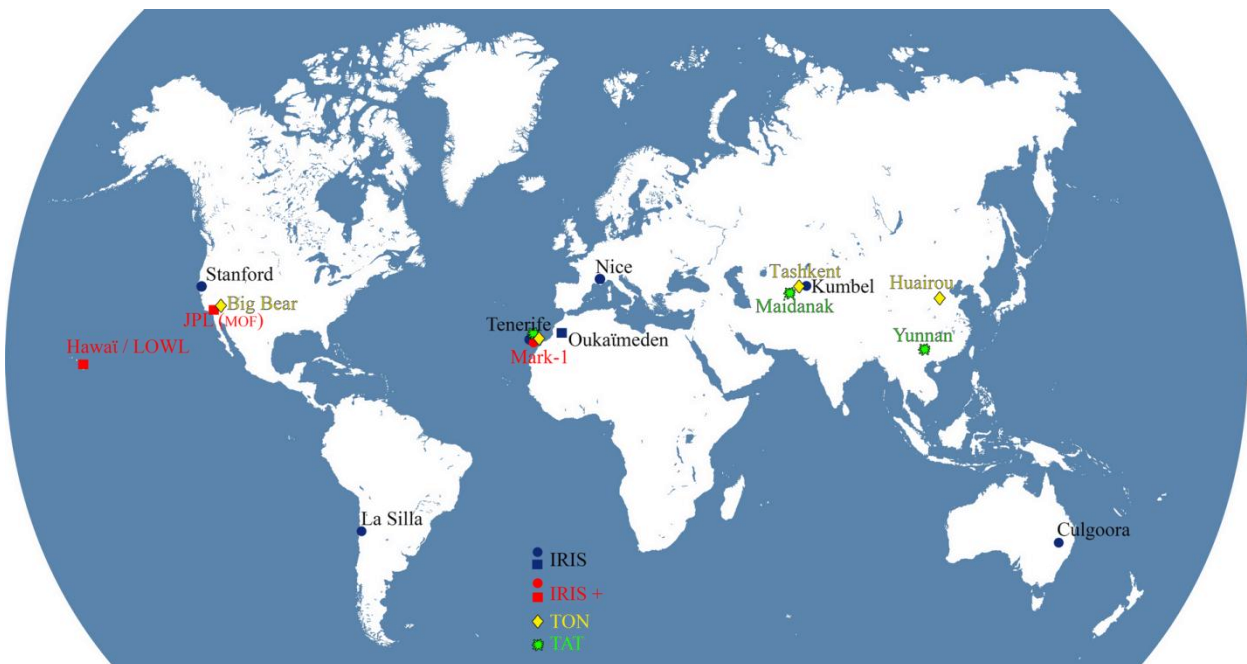 Stanford
Big Bear
JPL (MOF)
Hawaï / LOWL
Nice
Tenerife
Oukaïmeden
Mark-1
Tashkent
Kumbel
Maidanak
Huairou
Yunnan
La Silla
Culgoora
IRIS
IRIS +
TON
TAT